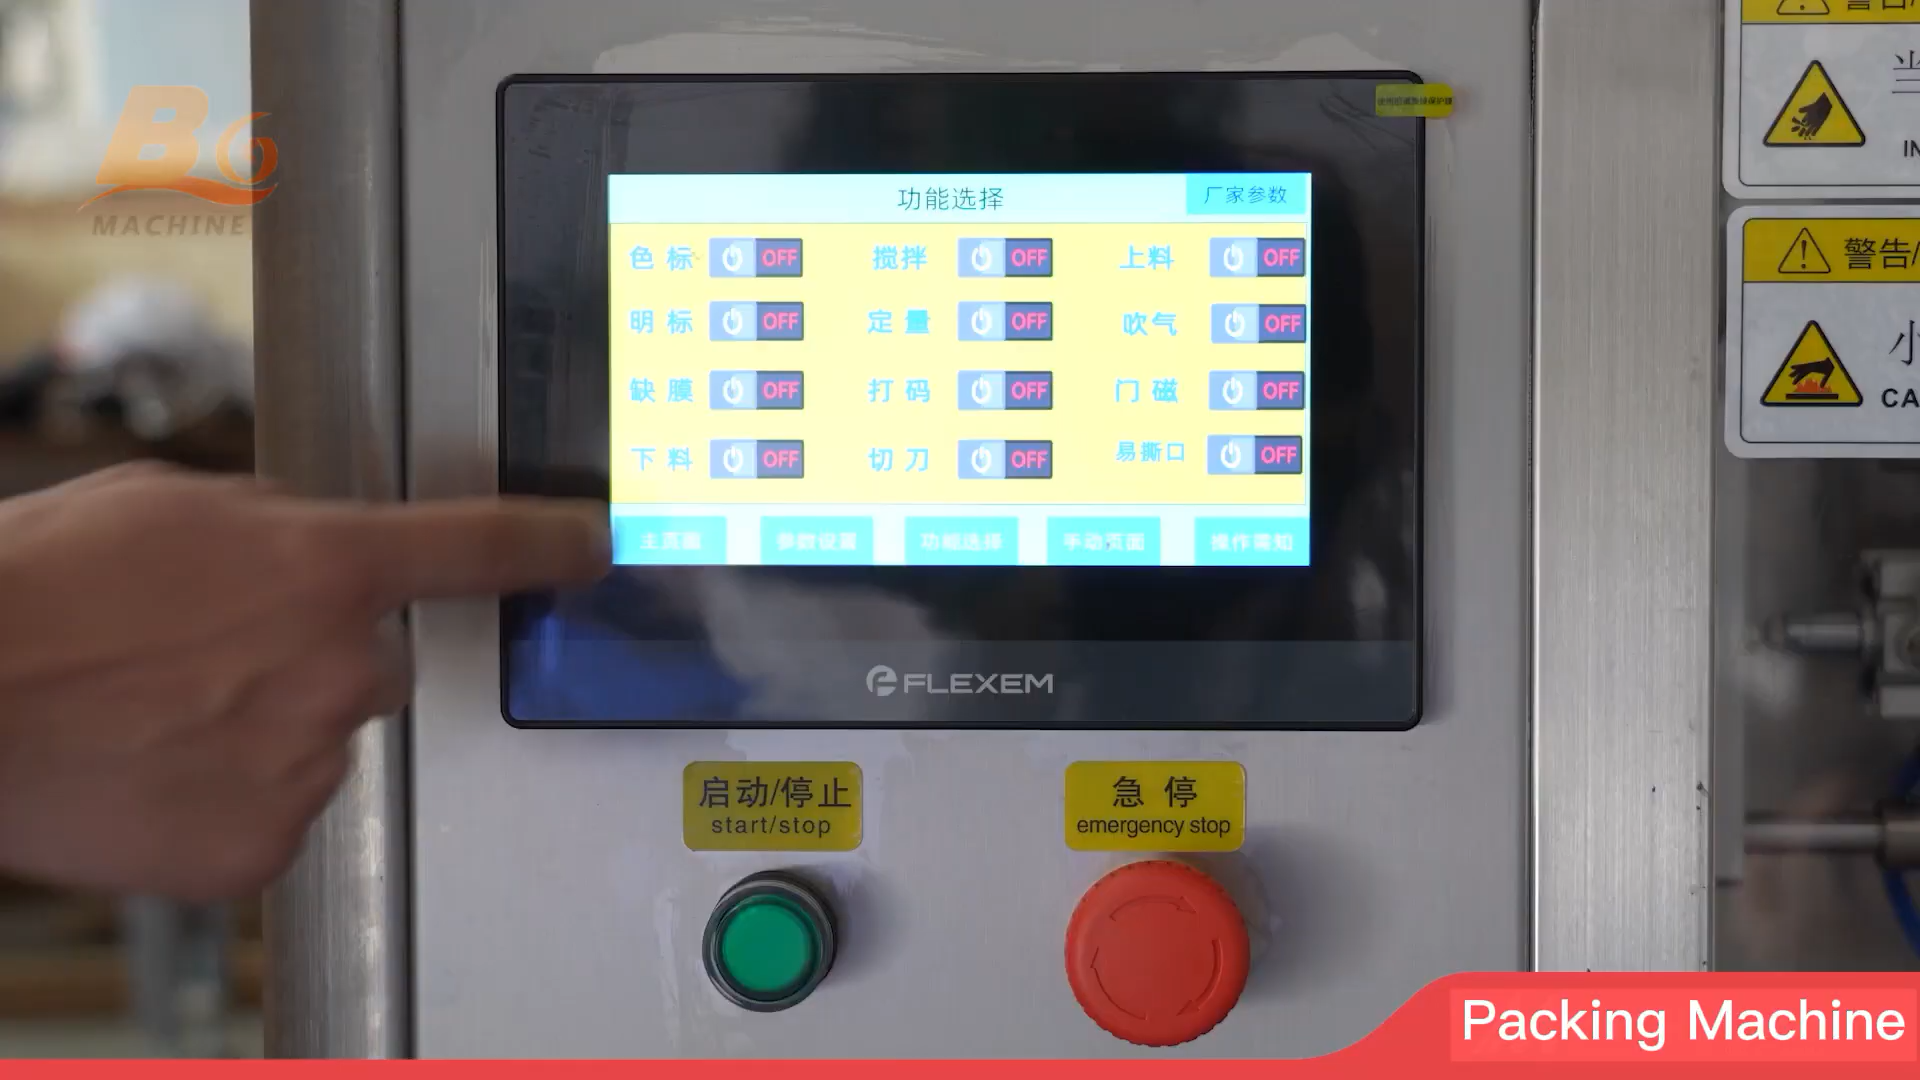 B
MACHINE
功能选择
厂家参数
色标 OFF 搅拌 OFF 上料 OFF
明标 OFF 定量 OFF 吹气 OFF
缺膜 OFF 打码 OFF 门磁 OFF
下料 OFF 切刀 OFF 易撕口 OFF
主页面 参数设置 功能选择 手动页面 操作需知
FLEXEM
启动/停止
start/stop
急停
emergency stop
警告/
当
警告/
小
CA
Packing Machine